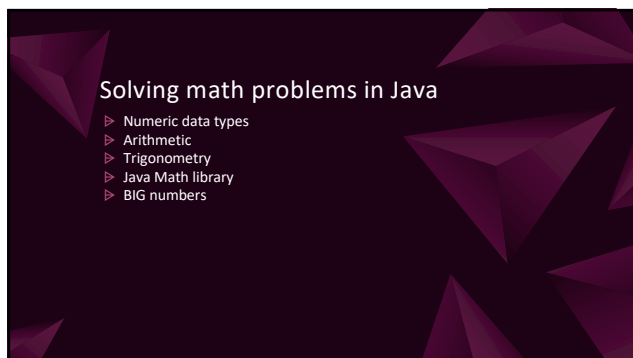 Solving math problems in Java
Numeric data types
Arithmetic
Trigonometry
Java Math library
BIG numbers